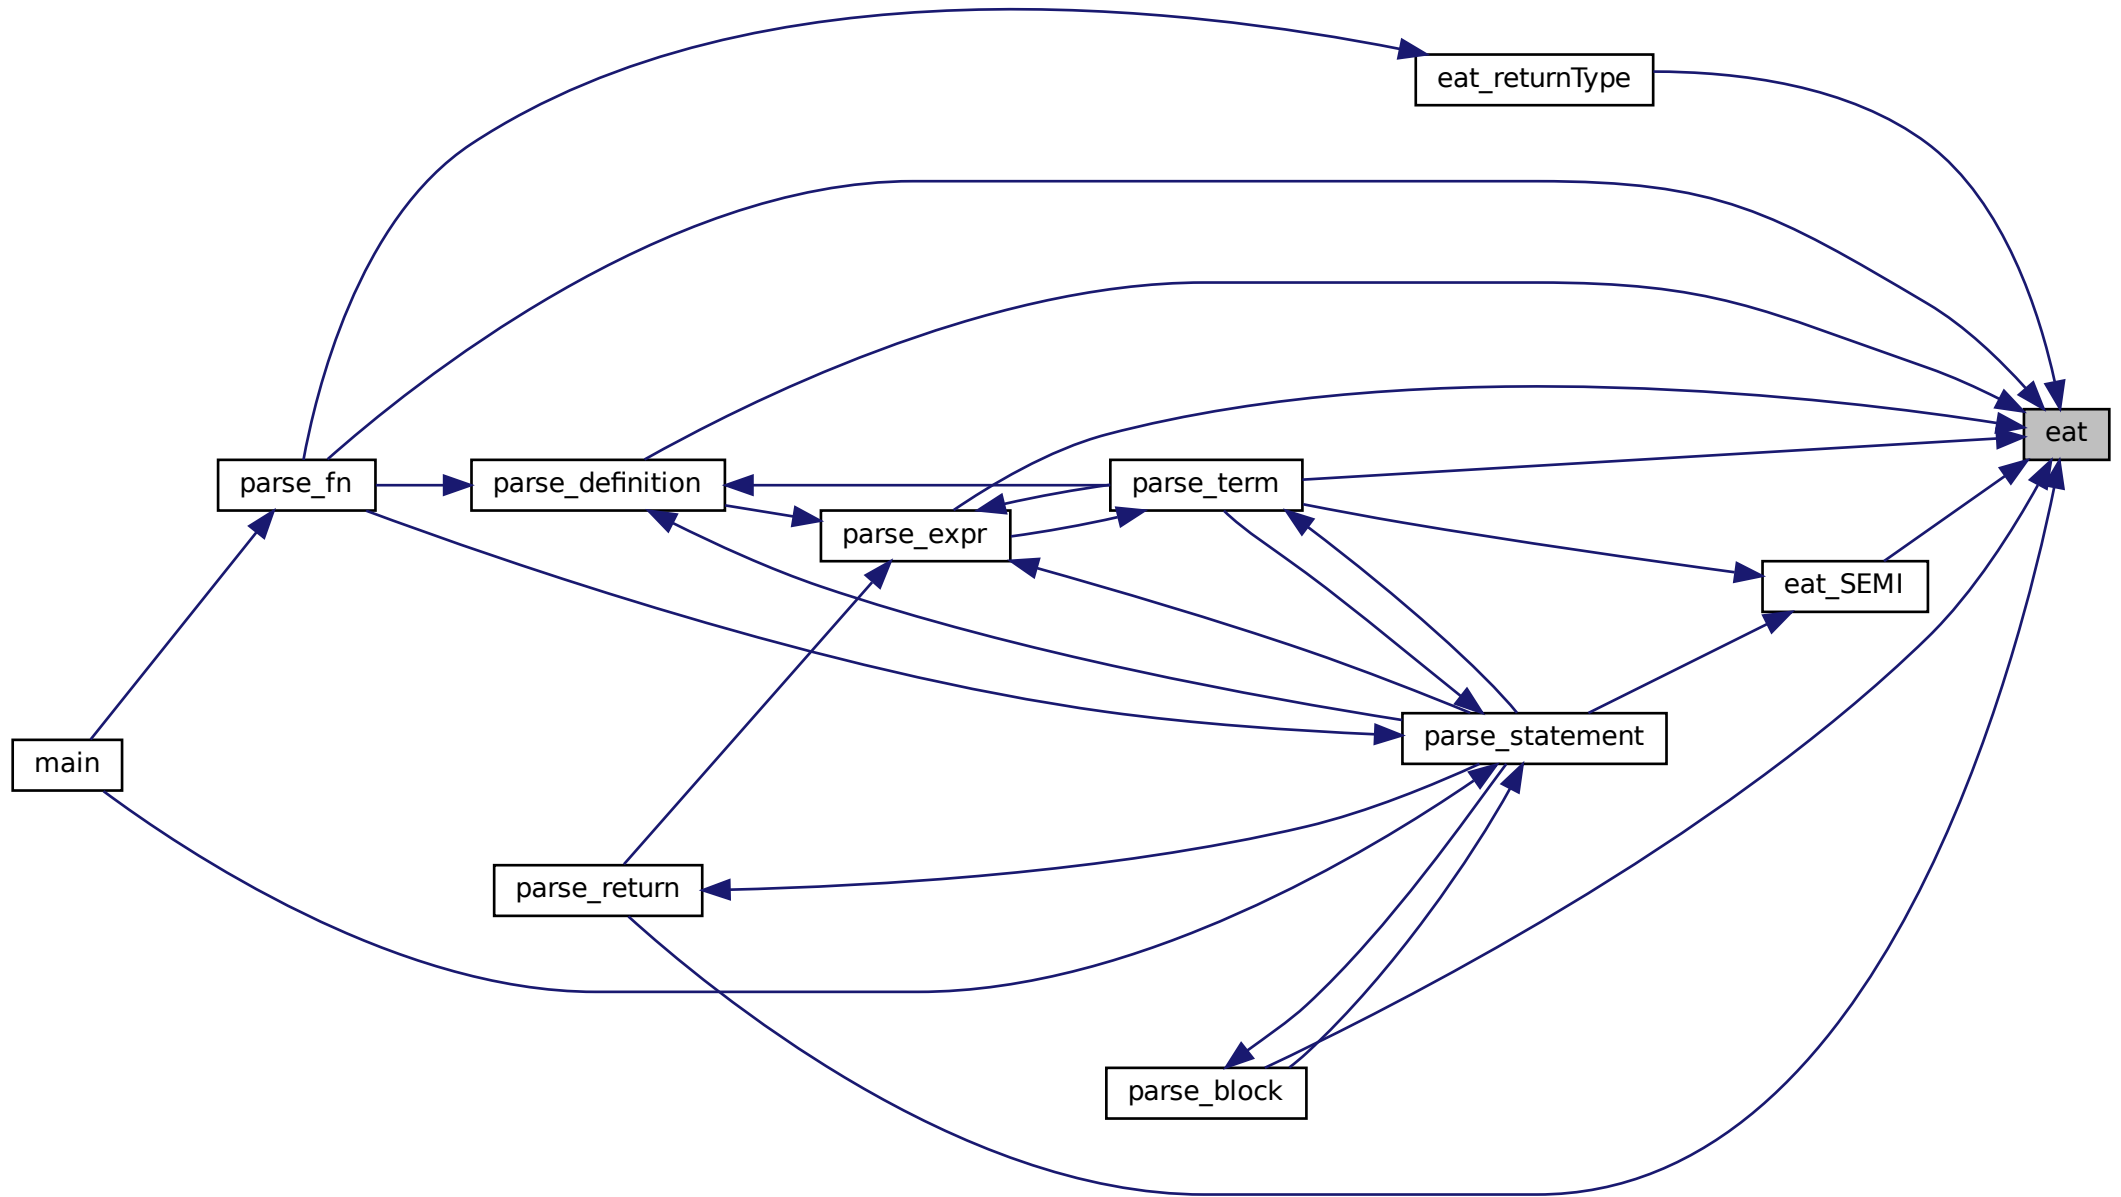 eat_returnType
eat
parse_fn
parse_definition
parse_term
parse_expr
eat_SEMI
parse_statement
main
parse_return
parse_block